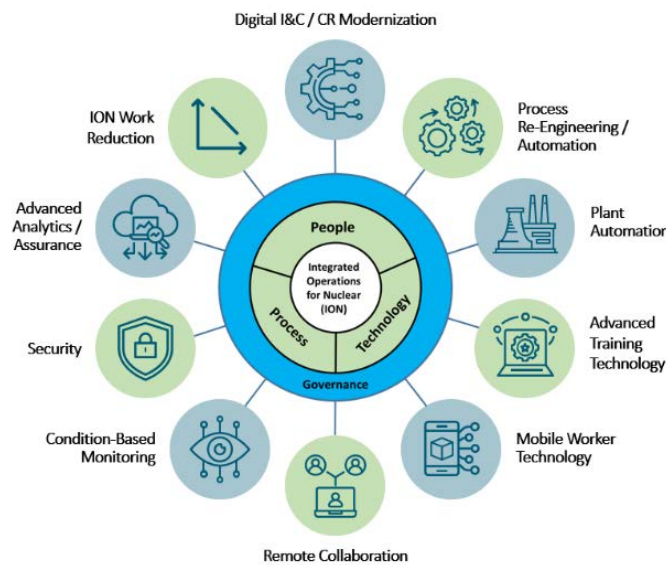 Digital I&C / CR Modernization
ION Work
Reduction
Process
Re-Engineering /
Automation
Advanced
Analytics /
Assurance
Plant
Automation
People
Integrated
Operations
for Nuclear
(ION)
Process
Technology
Governance
Security
Advanced
Training
Technology
Condition-Based
Monitoring
Mobile Worker
Technology
Remote Collaboration